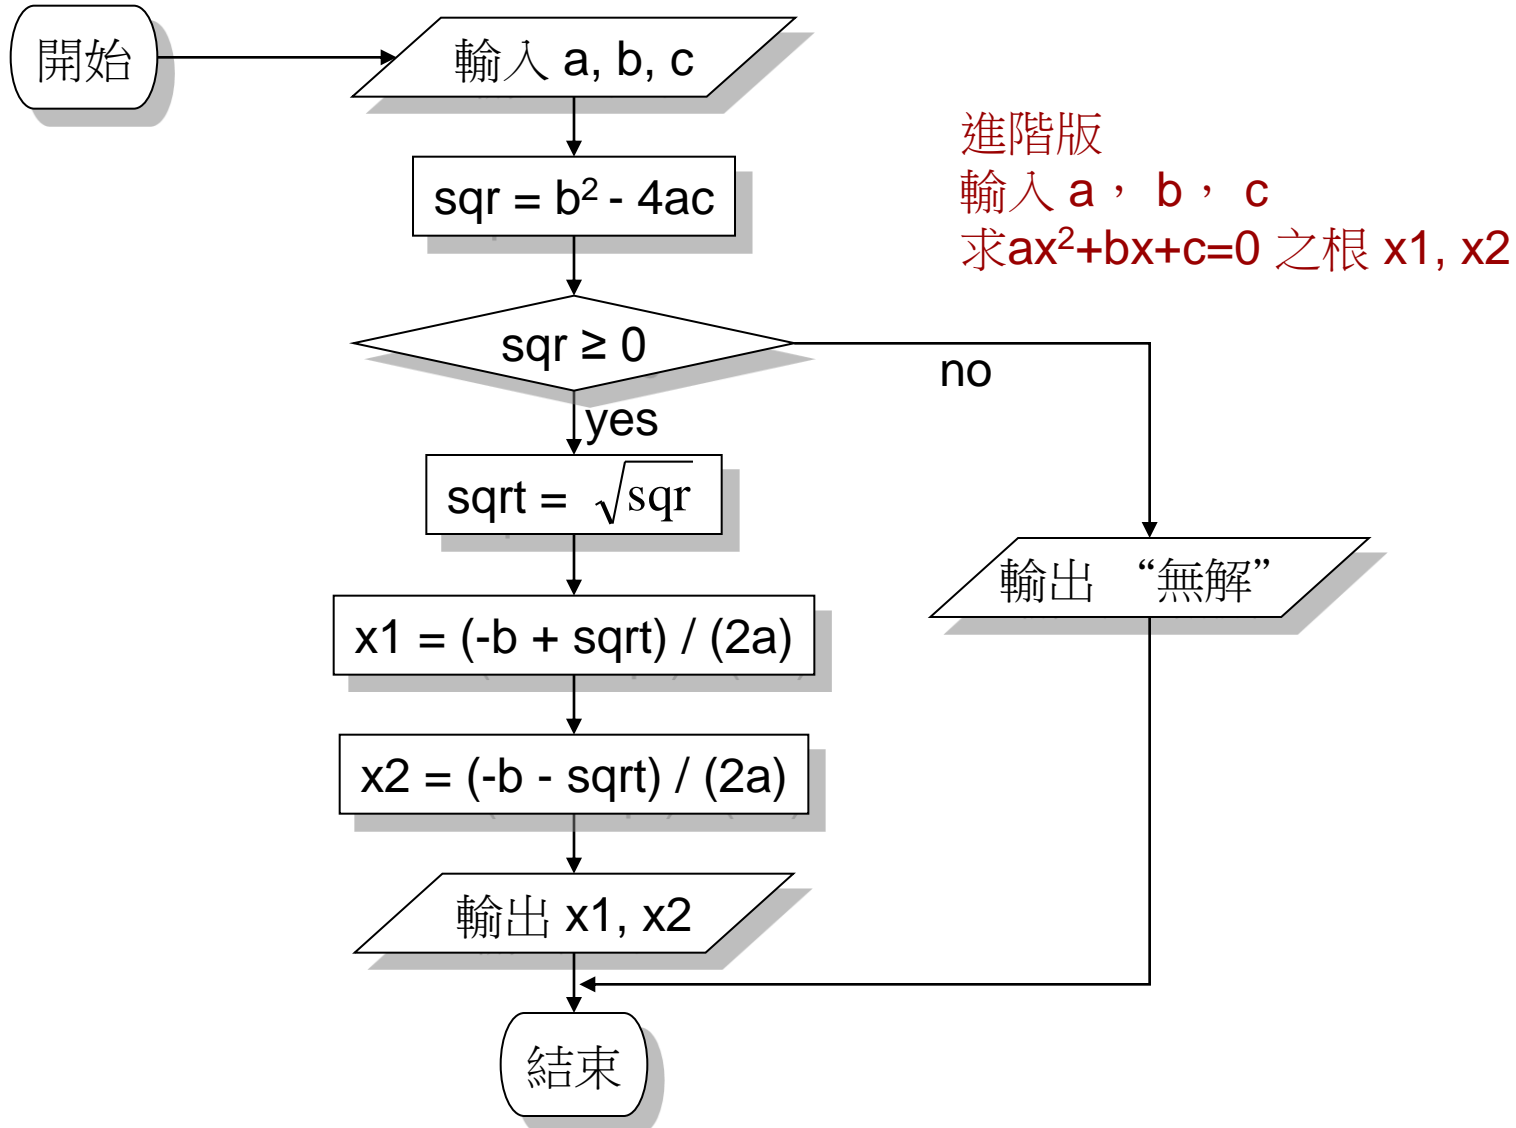 開始
輸入 a, b, c
進階版
輸入 a， b， c
求ax²+bx+c=0 之根 x1, x2
sqr = b² - 4ac
sqr ≥ 0
no
yes
sqrt = √sqr
輸出 “無解”
x1 = (-b + sqrt) / (2a)
x2 = (-b - sqrt) / (2a)
輸出 x1, x2
結束